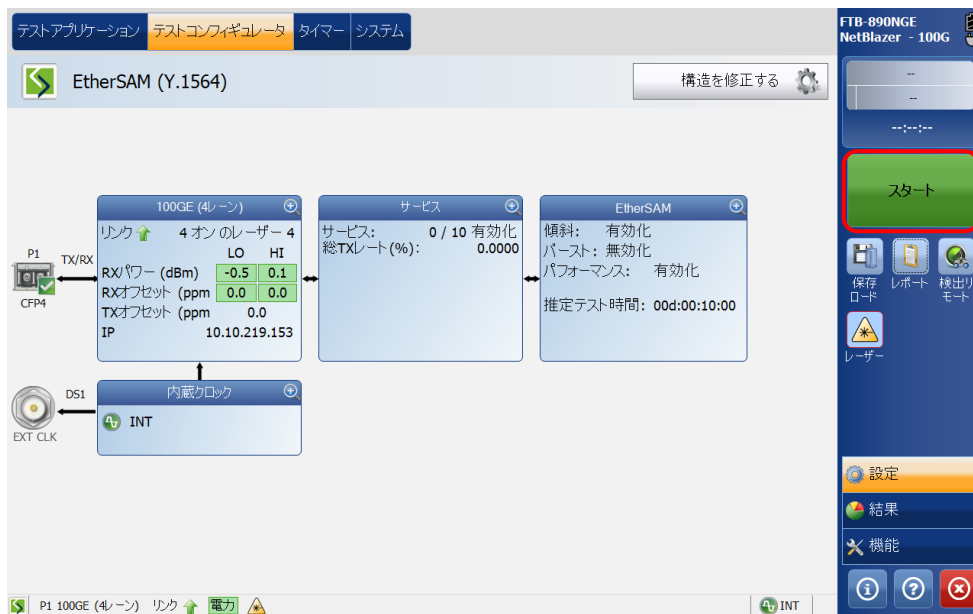 テストアプリケーション テストコンフィギュレータ タイマー システム
FTB-890NGE
NetBlazer - 100G
EtherSAM (Y.1564)
構造を修正する
--
--
--:--:--
スタート
100GE (4レーン)
リンク 4 オン のレーザー 4
LO HI
RXパワー (dBm) -0.5 0.1
RXオフセット (ppm 0.0 0.0
TXオフセット (ppm 0.0
IP 10.10.219.153
サービス
サービス: 0 / 10 有効化
総TXレート(%): 0.0000
EtherSAM
傾斜: 有効化
バースト: 無効化
パフォーマンス: 有効化
推定テスト時間: 00d:00:10:00
P1 TX/RX
CFP4
内蔵クロック
INT
DS1
EXT CLK
保存 レポート 検出リ
ロード モート
レーザー
設定
結果
機能
P1 100GE (4レーン) リンク 電力 INT